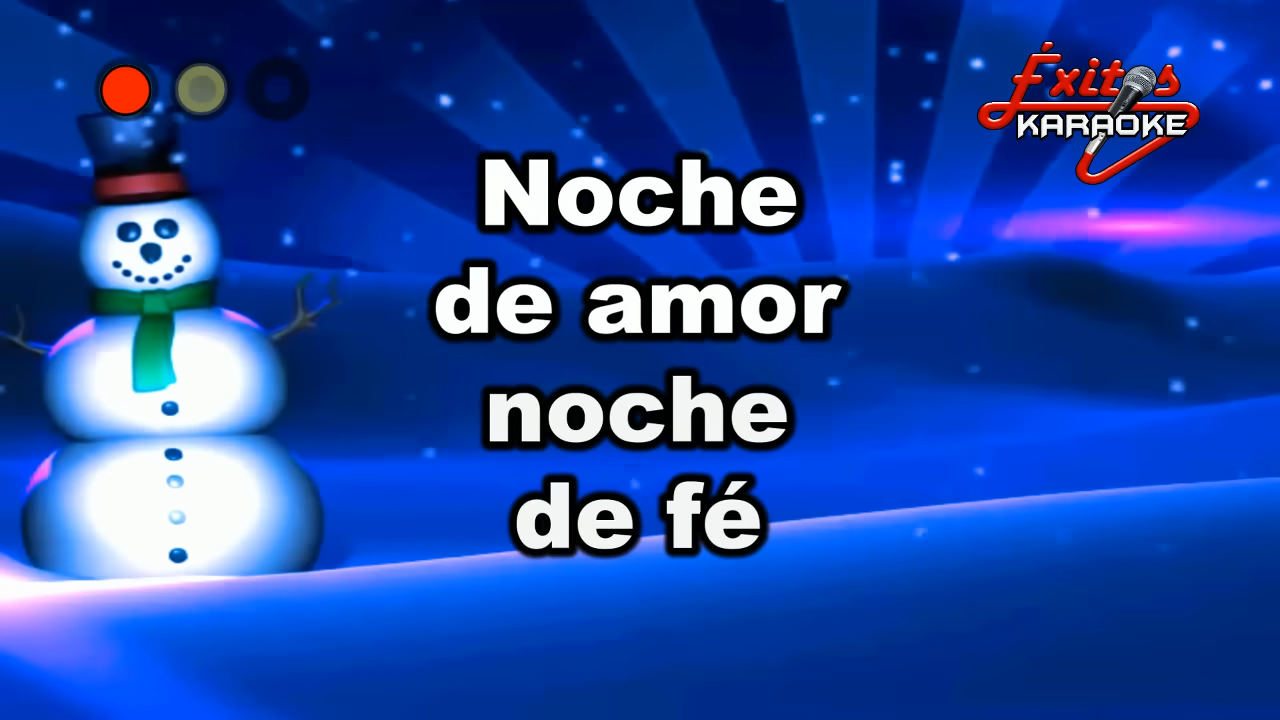 Éxitos
KARAOKE
Noche
de amor
noche
de fé